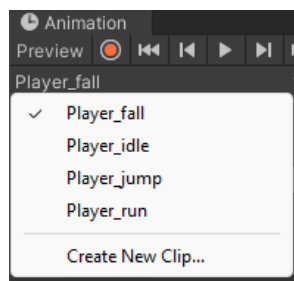 Animation
Preview
Player_fall
Player_fall
Player_idle
Player_jump
Player_run
Create New Clip...